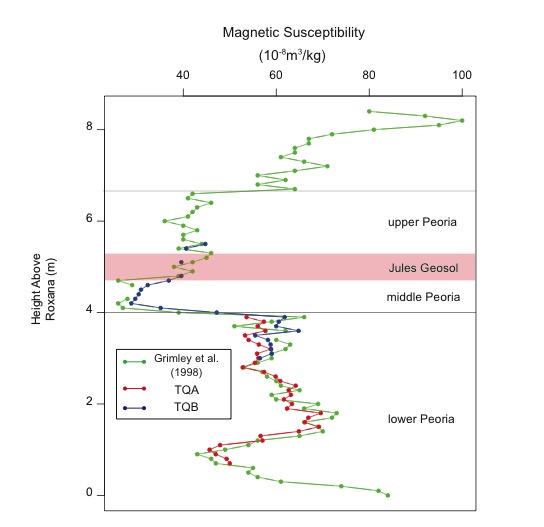 Magnetic Susceptibility
(10⁻⁸m³/kg)
40 60 80 100
8
6
4
2
0
Height Above
Roxana (m)
upper Peoria
Jules Geosol
middle Peoria
lower Peoria
Grimley et al.
(1998)
TQA
TQB